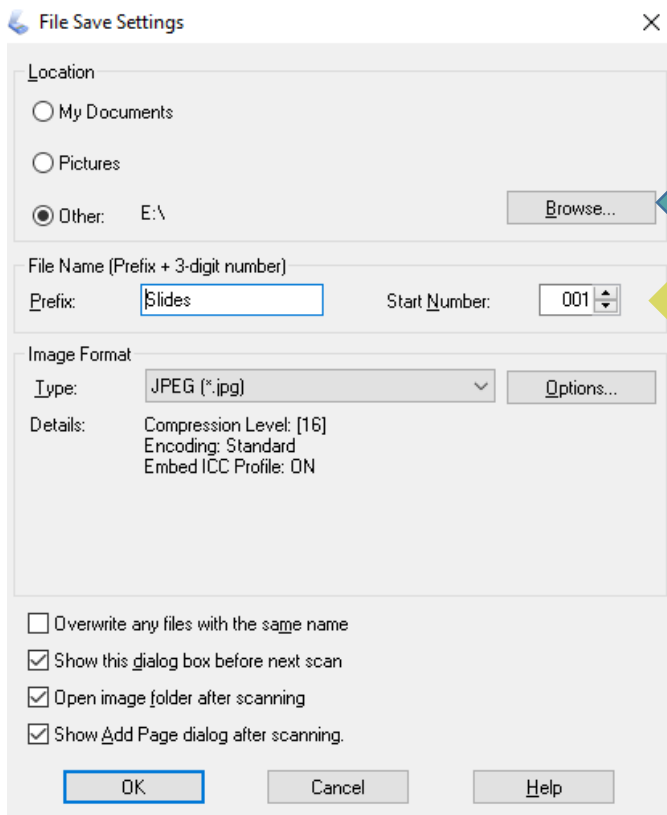 File Save Settings
Location
My Documents
Pictures
Other: E:\ Browse...
File Name (Prefix + 3-digit number)
Prefix: Slides Start Number: 001
Image Format
Type: JPEG (*.jpg) Options...
Details: Compression Level: [16]
Encoding: Standard
Embed ICC Profile: ON
Overwrite any files with the same name
Show this dialog box before next scan
Open image folder after scanning
Show Add Page dialog after scanning.
OK Cancel Help